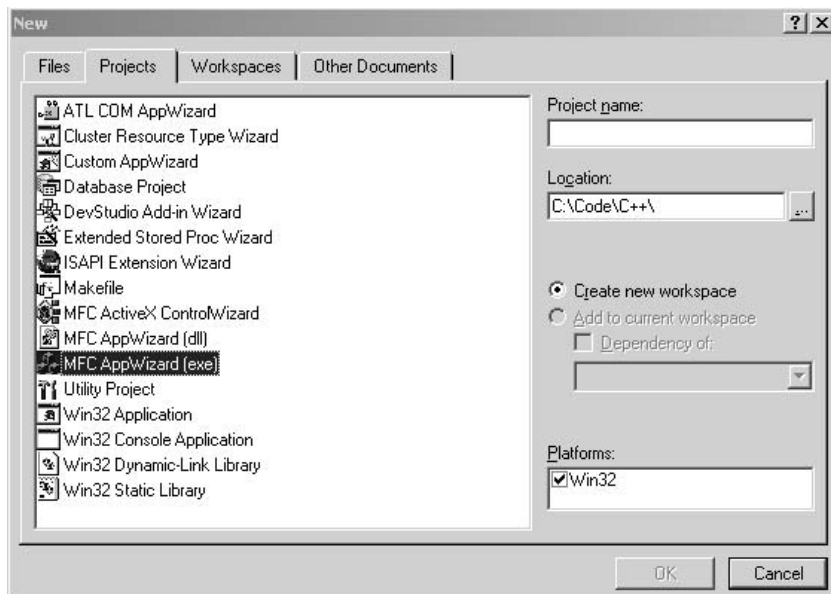 New
Files
Projects
Workspaces
Other Documents
ATL COM AppWizard
Cluster Resource Type Wizard
Custom AppWizard
Database Project
DevStudio Add-in Wizard
Extended Stored Proc Wizard
ISAPI Extension Wizard
Makefile
MFC ActiveX ControlWizard
MFC AppWizard (dll)
MFC AppWizard (exe)
Utility Project
Win32 Application
Win32 Console Application
Win32 Dynamic-Link Library
Win32 Static Library
Project name:
Location:
C:\Code\C++\
...
Create new workspace
Add to current workspace
Dependency of:
Platforms:
Win32
OK
Cancel